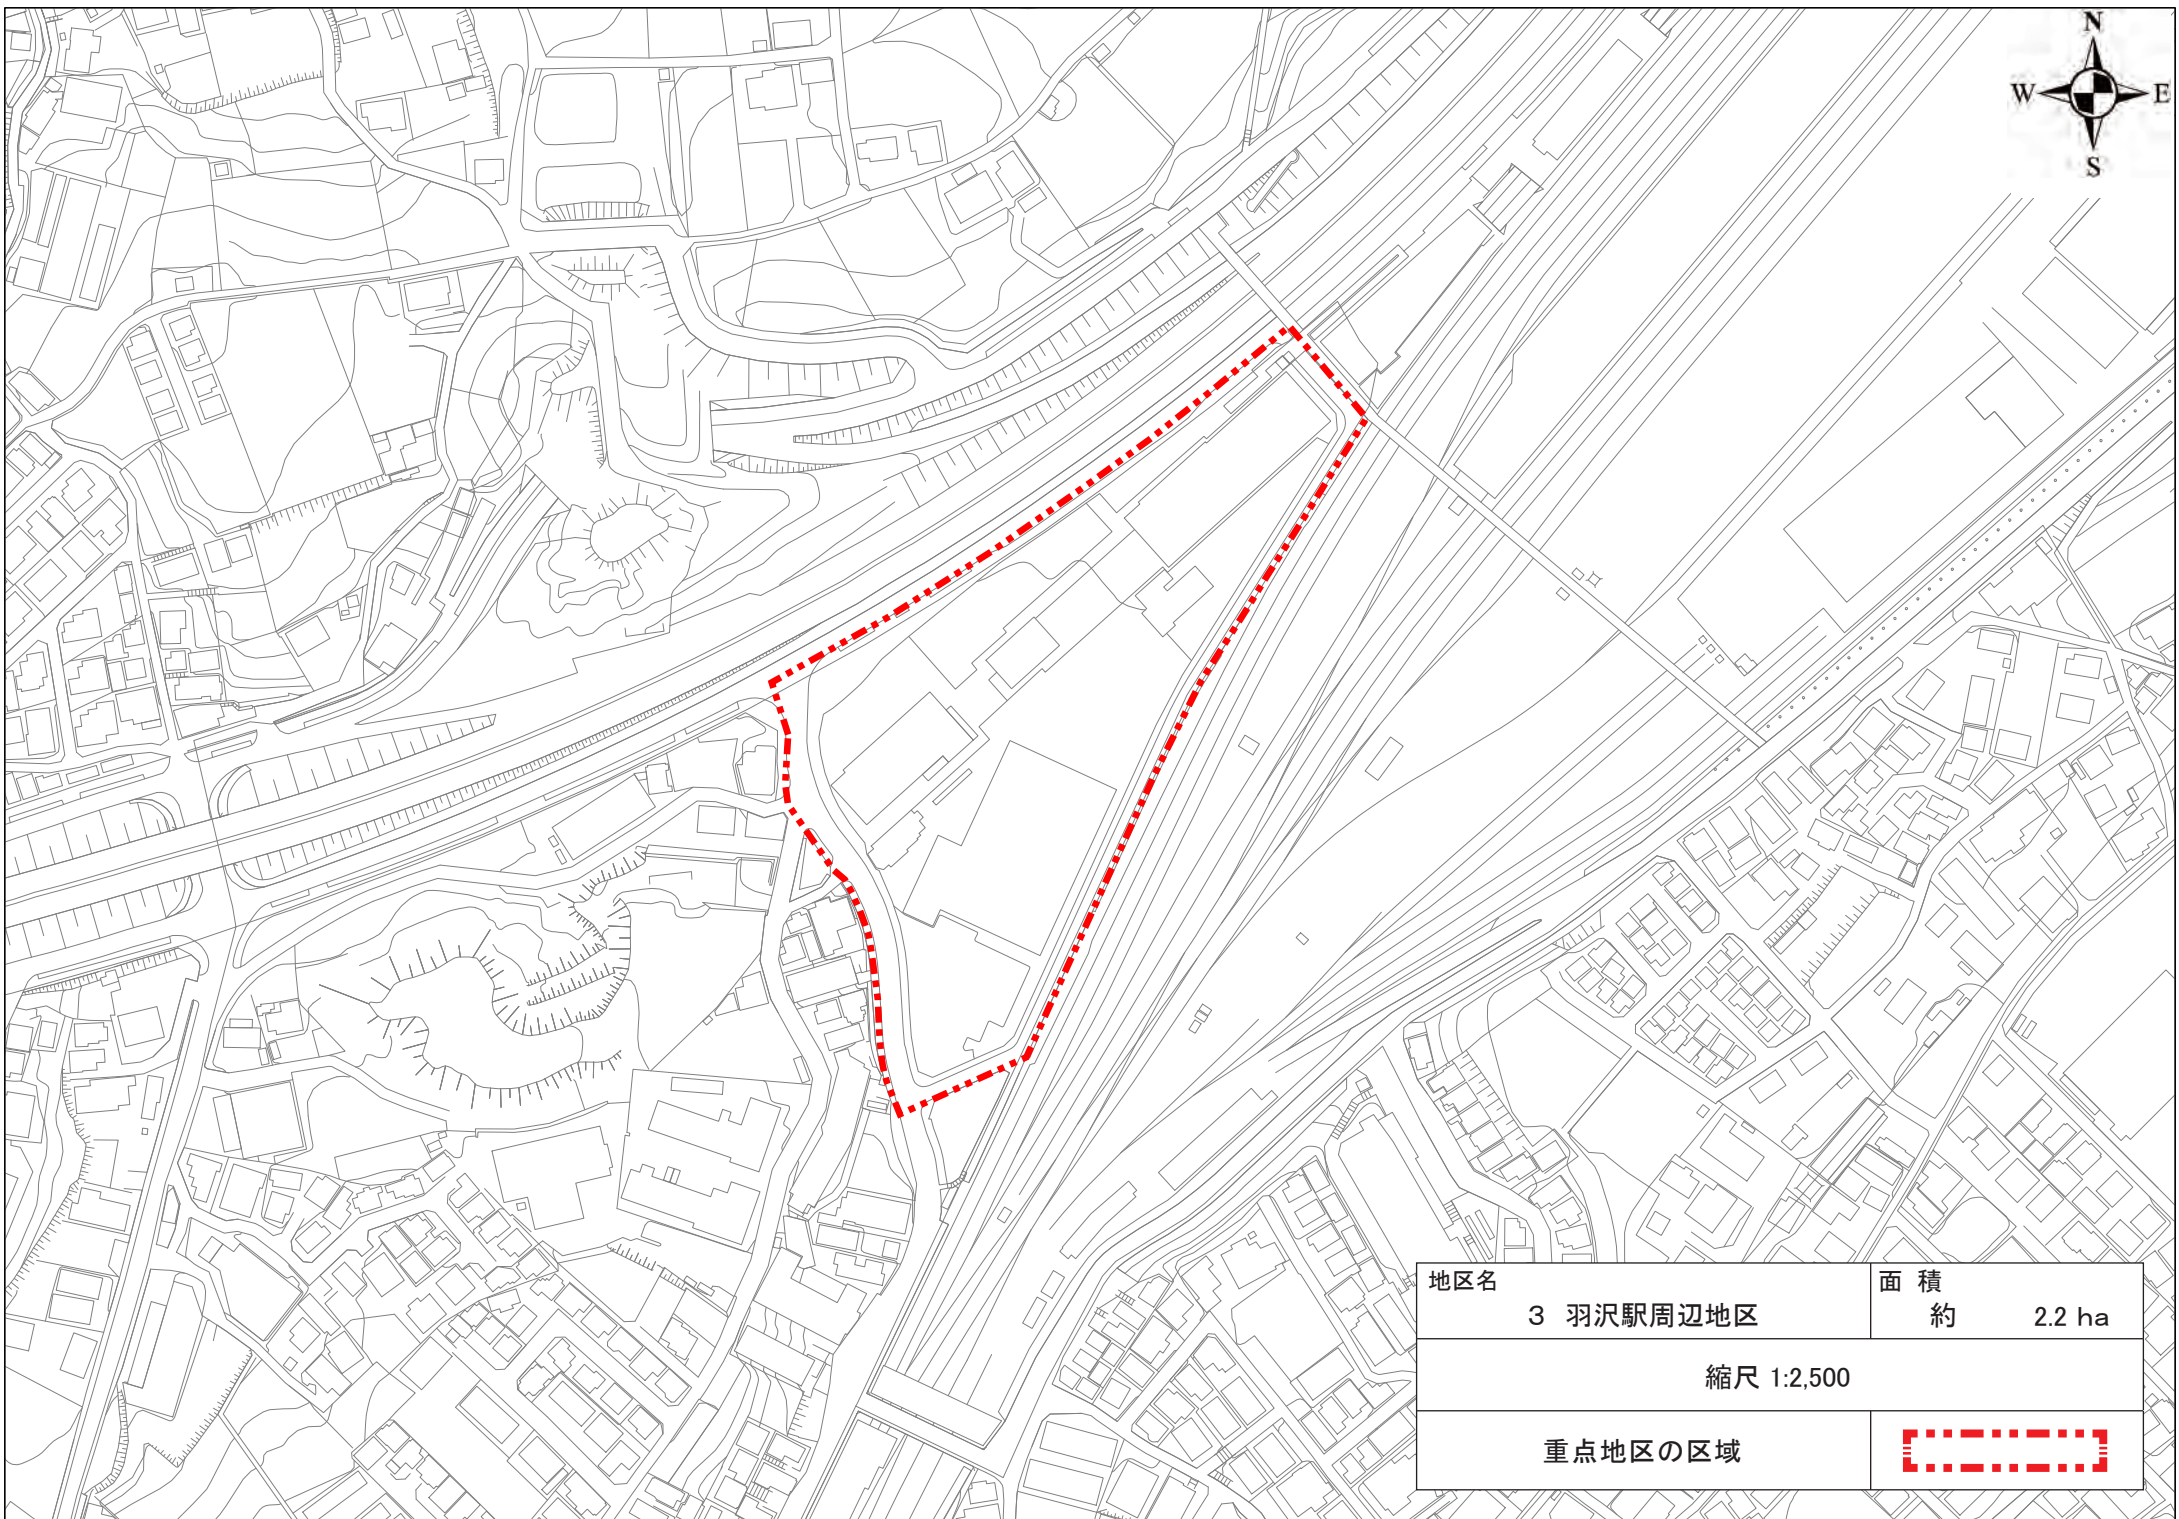 N
W E
S
地区名
3 羽沢駅周辺地区
面 積
約 2.2 ha
縮尺 1:2,500
重点地区の区域